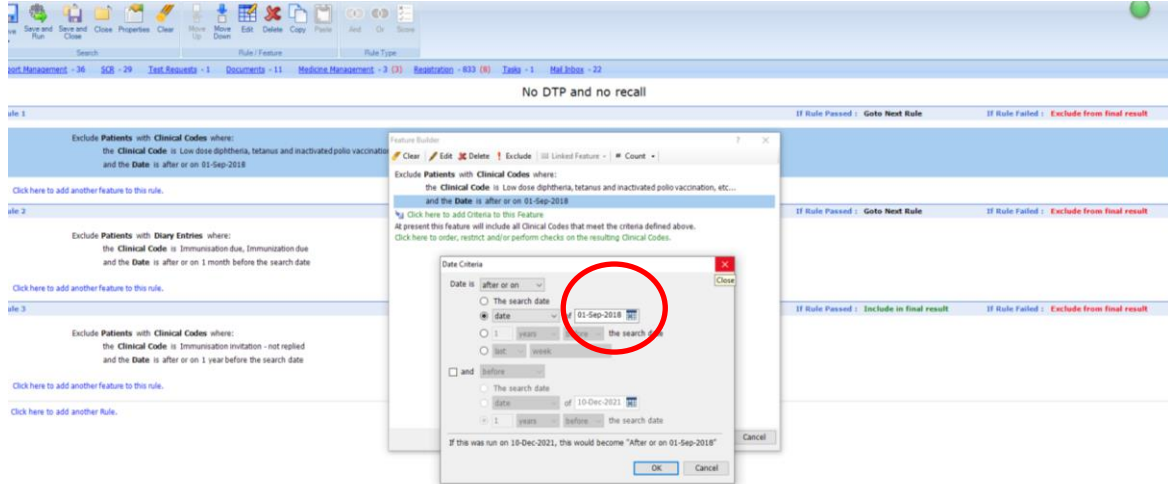 Save and Run
Save and Close
Close
Properties
Clear
Move Up
Move Down
Edit
Delete
Copy
Paste
And
Or
Score
Search
Rule / Feature
Rule Type
port Management - 36 SCR - 29 Test Requests - 1 Documents - 11 Medicine Management - 3 (3) Registration - 833 (8) Tasks - 1 Mail Inbox - 22
No DTP and no recall
ule 1
If Rule Passed : Goto Next Rule
If Rule Failed : Exclude from final result
Exclude Patients with Clinical Codes where:
the Clinical Code is Low dose diphtheria, tetanus and inactivated polio vaccination
and the Date is after or on 01-Sep-2018
Click here to add another feature to this rule.
ule 2
If Rule Passed : Goto Next Rule
If Rule Failed : Exclude from final result
Exclude Patients with Diary Entries where:
the Clinical Code is Immunisation due, Immunization due
and the Date is after or on 1 month before the search date
Click here to add another feature to this rule.
ule 3
If Rule Passed : Include in final result
If Rule Failed : Exclude from final result
Exclude Patients with Clinical Codes where:
the Clinical Code is Immunisation invitation - not replied
and the Date is after or on 1 year before the search date
Click here to add another feature to this rule.
Click here to add another Rule.
Feature Builder
? ×
Clear Edit Delete ! Exclude Linked Feature Count
Exclude Patients with Clinical Codes where:
the Clinical Code is Low dose diphtheria, tetanus and inactivated polio vaccination, etc...
and the Date is after or on 01-Sep-2018
Click here to add Criteria to this Feature
At present this feature will include all Clinical Codes that meet the criteria defined above.
Click here to order, restrict and/or perform checks on the resulting Clinical Codes.
Cancel
Date Criteria
Close
Date is after or on
The search date
date of 01-Sep-2018
1 years before the search date
last week
and before
The search date
date of 10-Dec-2021
1 years before the search date
If this was run on 10-Dec-2021, this would become "After or on 01-Sep-2018"
OK Cancel